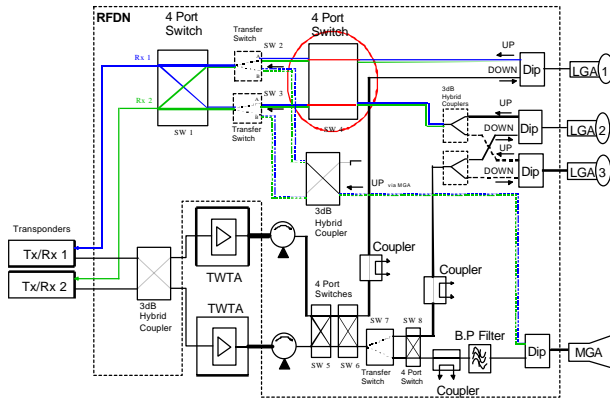 RFDN
4 Port
Switch
Transfer
Switch
SW 2
4 Port
Switch
UP
DOWN
Dip
LGA 1
Rx 1
Rx 2
SW 1
A
B
SW 3
A
B
Transfer
Switch
SW 4
3dB
Hybrid
Couplers
UP
DOWN
Dip
LGA 2
UP
DOWN
Dip
LGA 3
3dB
Hybrid
Coupler
UP via MGA
Transponders
Tx/Rx 1
Tx/Rx 2
3dB
Hybrid
Coupler
TWTA
TWTA
Coupler
Coupler
4 Port
Switches
SW 5
SW 6
SW 7
SW 8
Transfer
Switch
4 Port
Switch
B.P Filter
Coupler
Dip
MGA